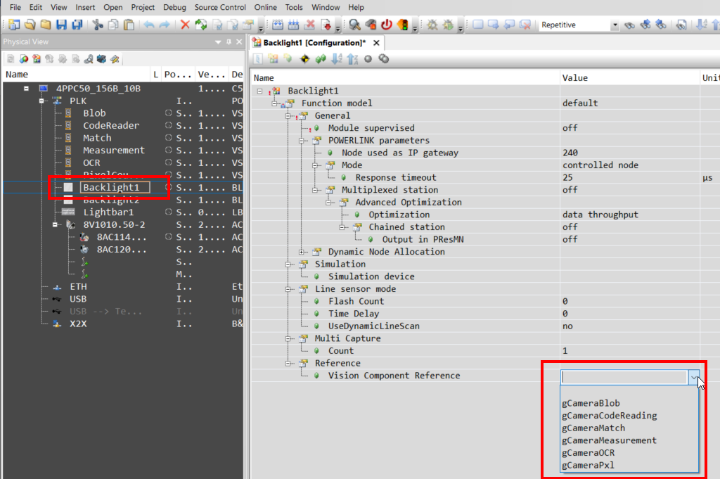 File Edit View Insert Open Project Debug Source Control Online Tools Window Help
Repetitive
Physical View
Backlight1 [Configuration]* ×
Name L Po... Ve... De
4PPC50_156B_10B 1.... C5
PLK I.. PO
Blob S.. 1.... VS
CodeReader S.. 1.... VS
Match S.. 1.... VS
Measurement S.. 1.... VS
OCR S.. 1.... VS
S.. 1.... VS
Backlight1 S.. 1.... BL
Backlight2 S.. 1.... BL
Lightbar1 S.. 0.... LB
8V1010.50-2 S.. 2.... AC
8AC114... S.. 1.... AC
8AC120... S.. 2.... AC
S..
M..
ETH I.. Et
USB I.. Un
USB --> Te... I.. Un
X2X I.. B&
Name Value Unit
Backlight1
Function model default
General
Module supervised off
POWERLINK parameters
Node used as IP gateway 240
Mode controlled node
Response timeout 25 µs
Multiplexed station off
Advanced Optimization
Optimization data throughput
Chained station off
Output in PResMN off
Dynamic Node Allocation
Simulation
Simulation device
Line sensor mode
Flash Count 0
Time Delay 0
UseDynamicLineScan no
Multi Capture
Count 1
Reference
Vision Component Reference
gCameraBlob
gCameraCodeReading
gCameraMatch
gCameraMeasurement
gCameraOCR
gCameraPxl